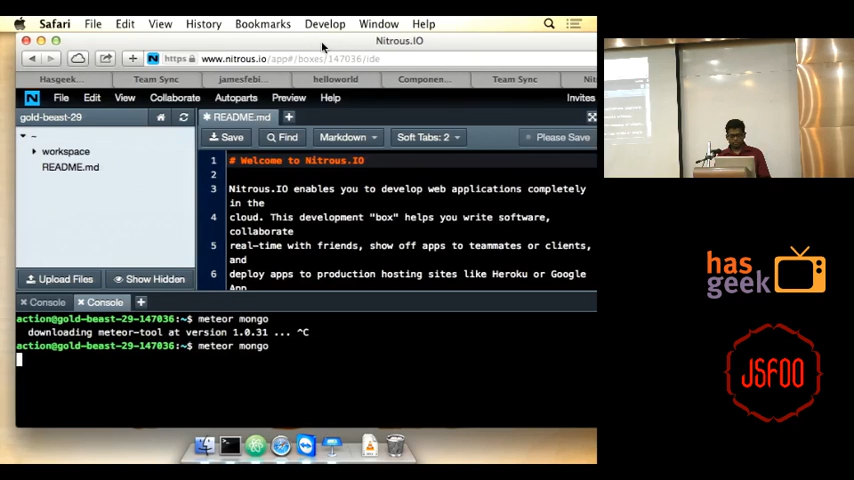 Safari File Edit View History Bookmarks Develop Window Help
Nitrous.IO
https www.nitrous.io/app#/boxes/147036/ide
Hasgeek... Team Sync jamesfebi... helloworld Componen... Team Sync Nit
N File Edit View Collaborate Autoparts Preview Help Invites
gold-beast-29
README.md
Save Find Markdown Soft Tabs: 2 Please Save
~
workspace
README.md
1 # Welcome to Nitrous.IO
2
3 Nitrous.IO enables you to develop web applications completely
in the
4 cloud. This development "box" helps you write software,
collaborate
5 real-time with friends, show off apps to teammates or clients,
and
6 deploy apps to production hosting sites like Heroku or Google
App
Upload Files Show Hidden
Console Console
action@gold-beast-29-147036:~$ meteor mongo
downloading meteor-tool at version 1.0.31 ... ^C
action@gold-beast-29-147036:~$ meteor mongo
has
geek
JSFOO